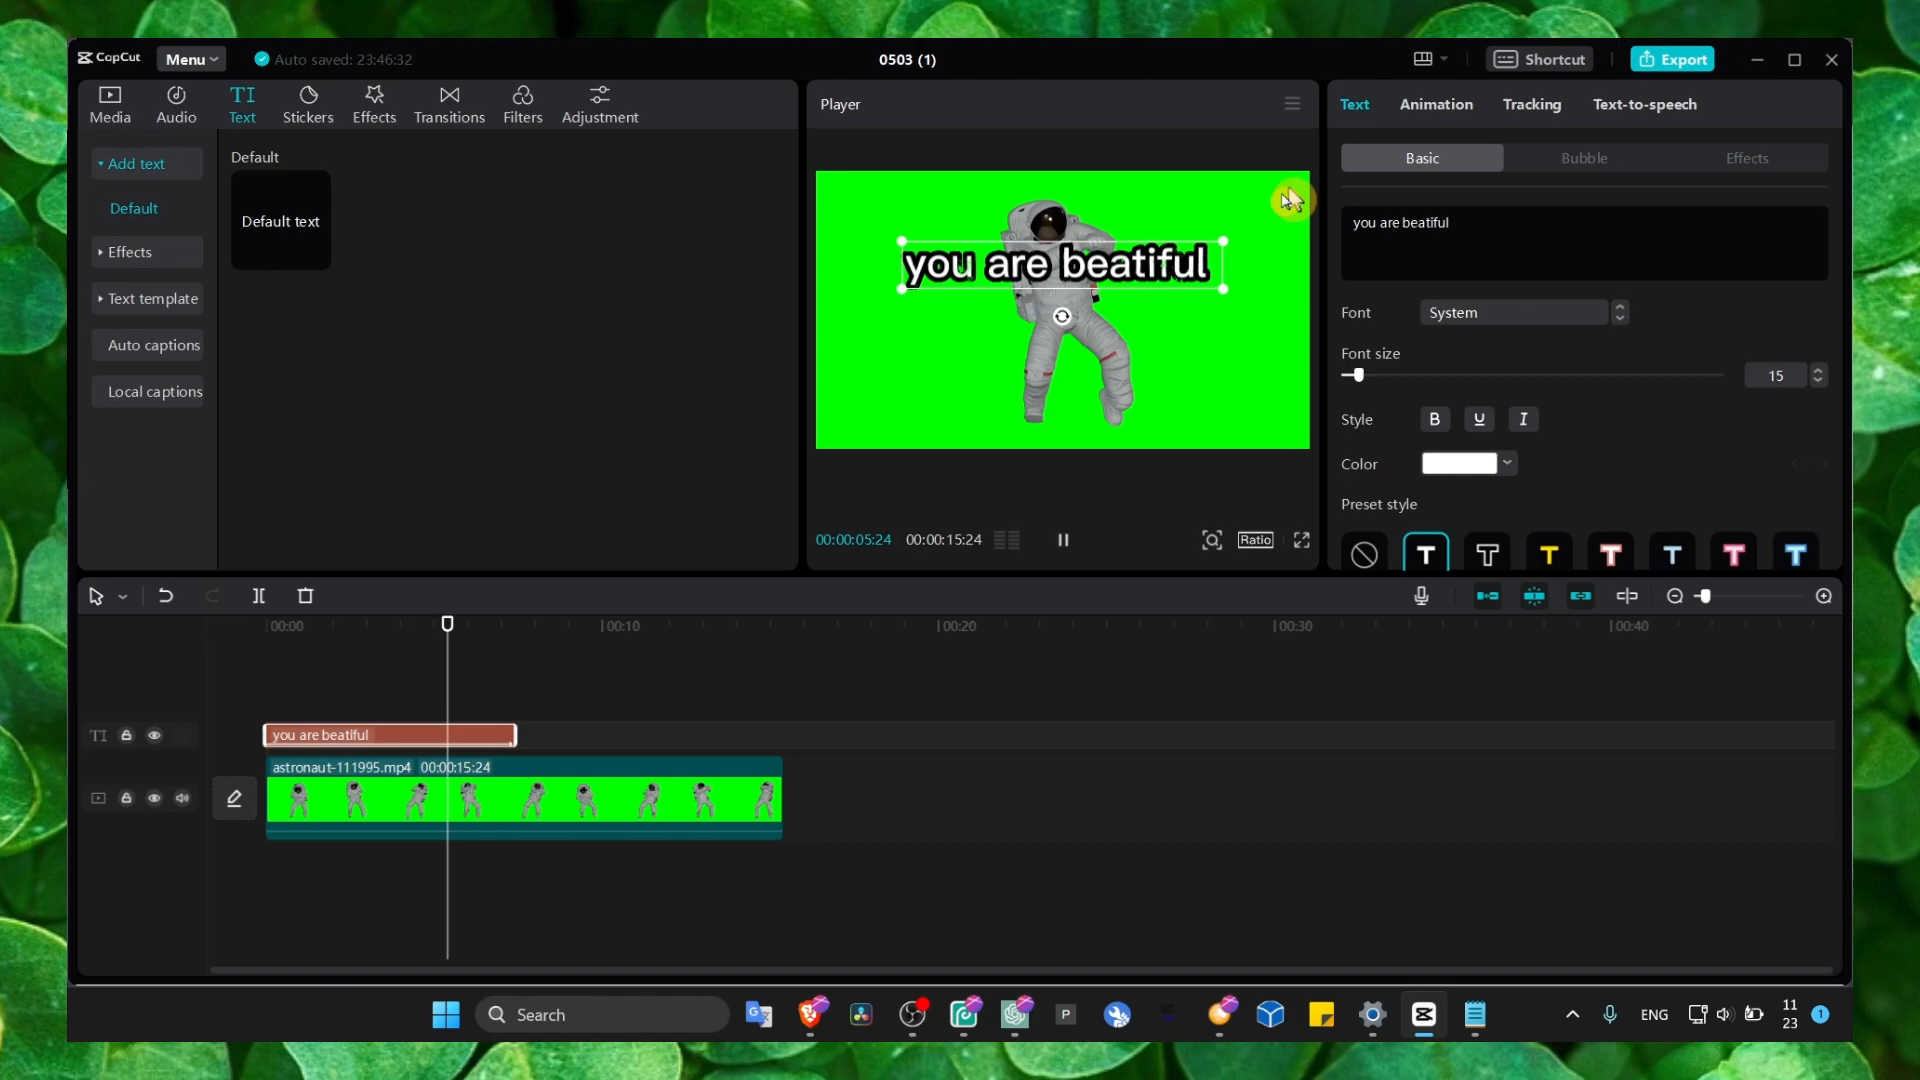 CapCut
Menu
Auto saved: 23:46:32
0503 (1)
Shortcut
Export
Media
Audio
TI
Text
Stickers
Effects
Transitions
Filters
Adjustment
Add text
Default
Effects
Text template
Auto captions
Local captions
Default
Default text
Player
you are beatiful
00:00:05:24
00:00:15:24
Ratio
Text
Animation
Tracking
Text-to-speech
Basic
Bubble
Effects
you are beatiful
Font
System
Font size
15
Style
B
U
I
Color
Preset style
T
T
T
T
T
T
T
00:00
00:10
00:20
00:30
00:40
TI
you are beatiful
astronaut-111995.mp4 00:00:15:24
Search
P
ENG
11
23
1